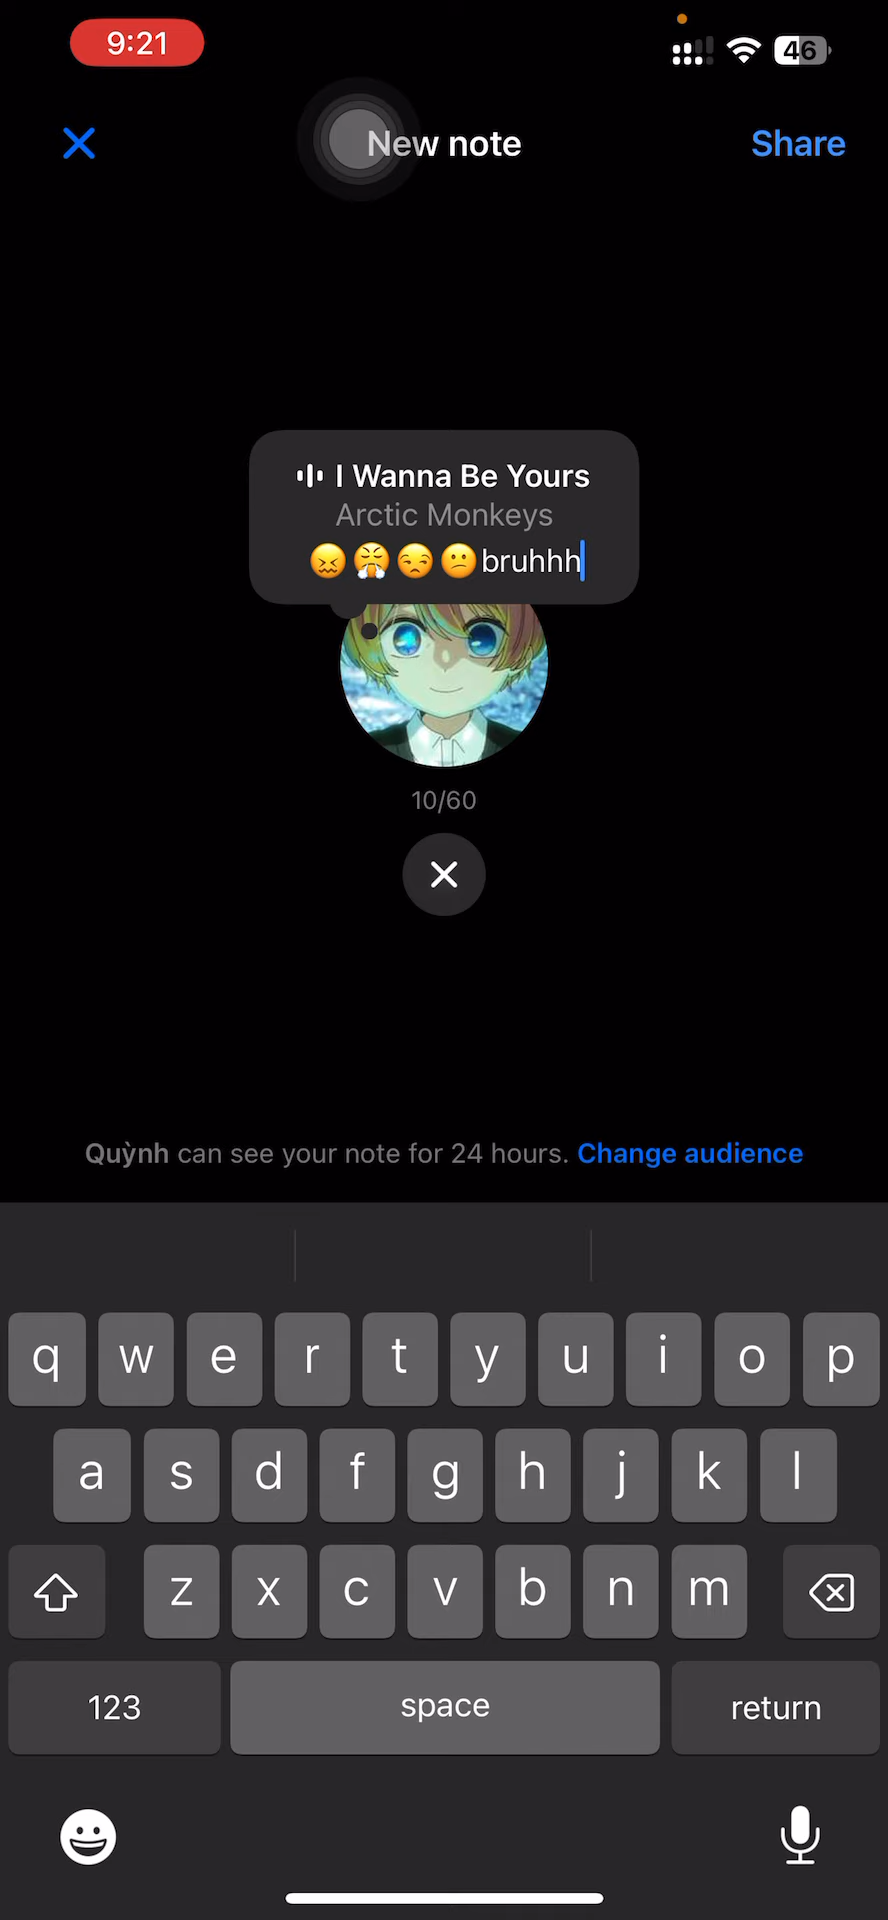 9:21
46
New note
Share
I Wanna Be Yours
Arctic Monkeys
😖😤😒😕bruhhh
10/60
Quỳnh can see your note for 24 hours. Change audience
q w e r t y u i o p
a s d f g h j k l
z x c v b n m
123 space return